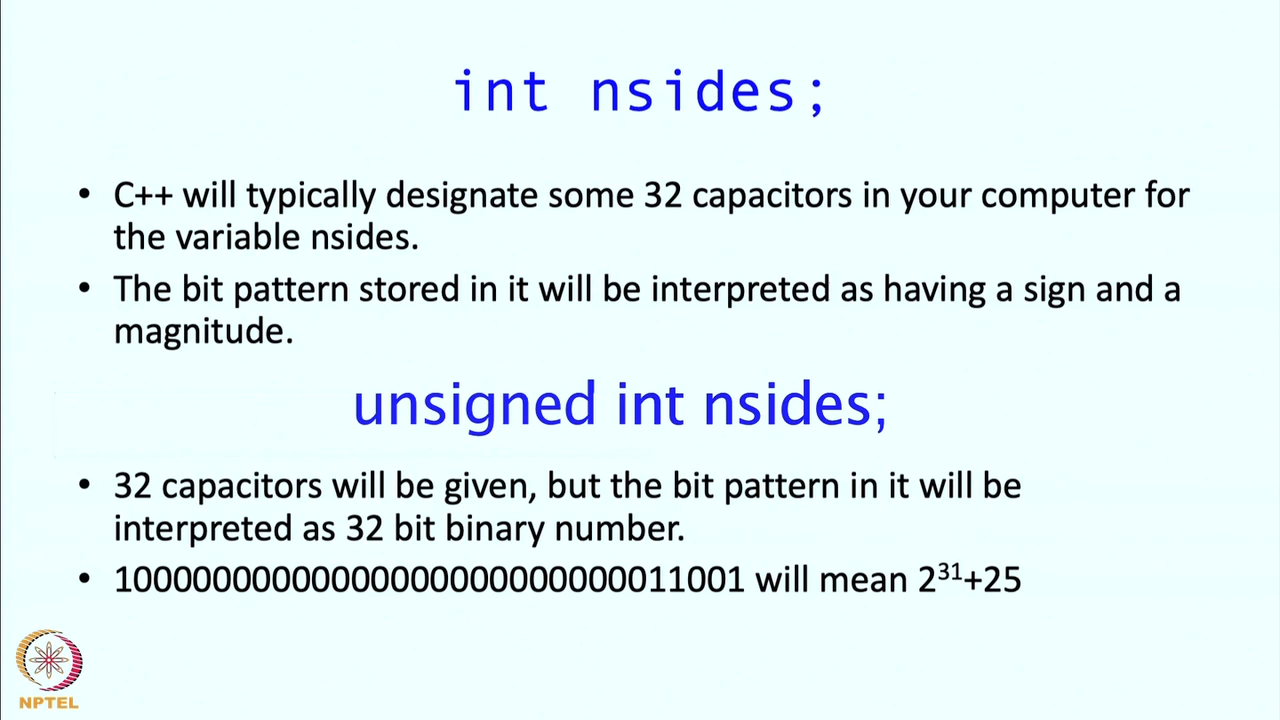 int nsides;
• C++ will typically designate some 32 capacitors in your computer for
the variable nsides.
• The bit pattern stored in it will be interpreted as having a sign and a
magnitude.
unsigned int nsides;
• 32 capacitors will be given, but the bit pattern in it will be
interpreted as 32 bit binary number.
• 10000000000000000000000000011001 will mean 2³¹+25
NPTEL